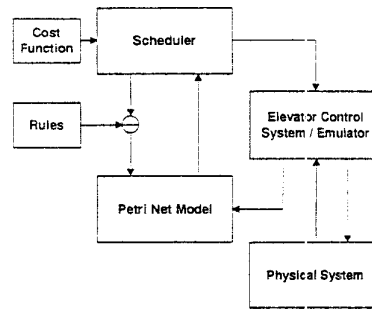 Cost
Function
Scheduler
Rules
Elevator Control
System / Emulator
Petri Net Model
Physical System